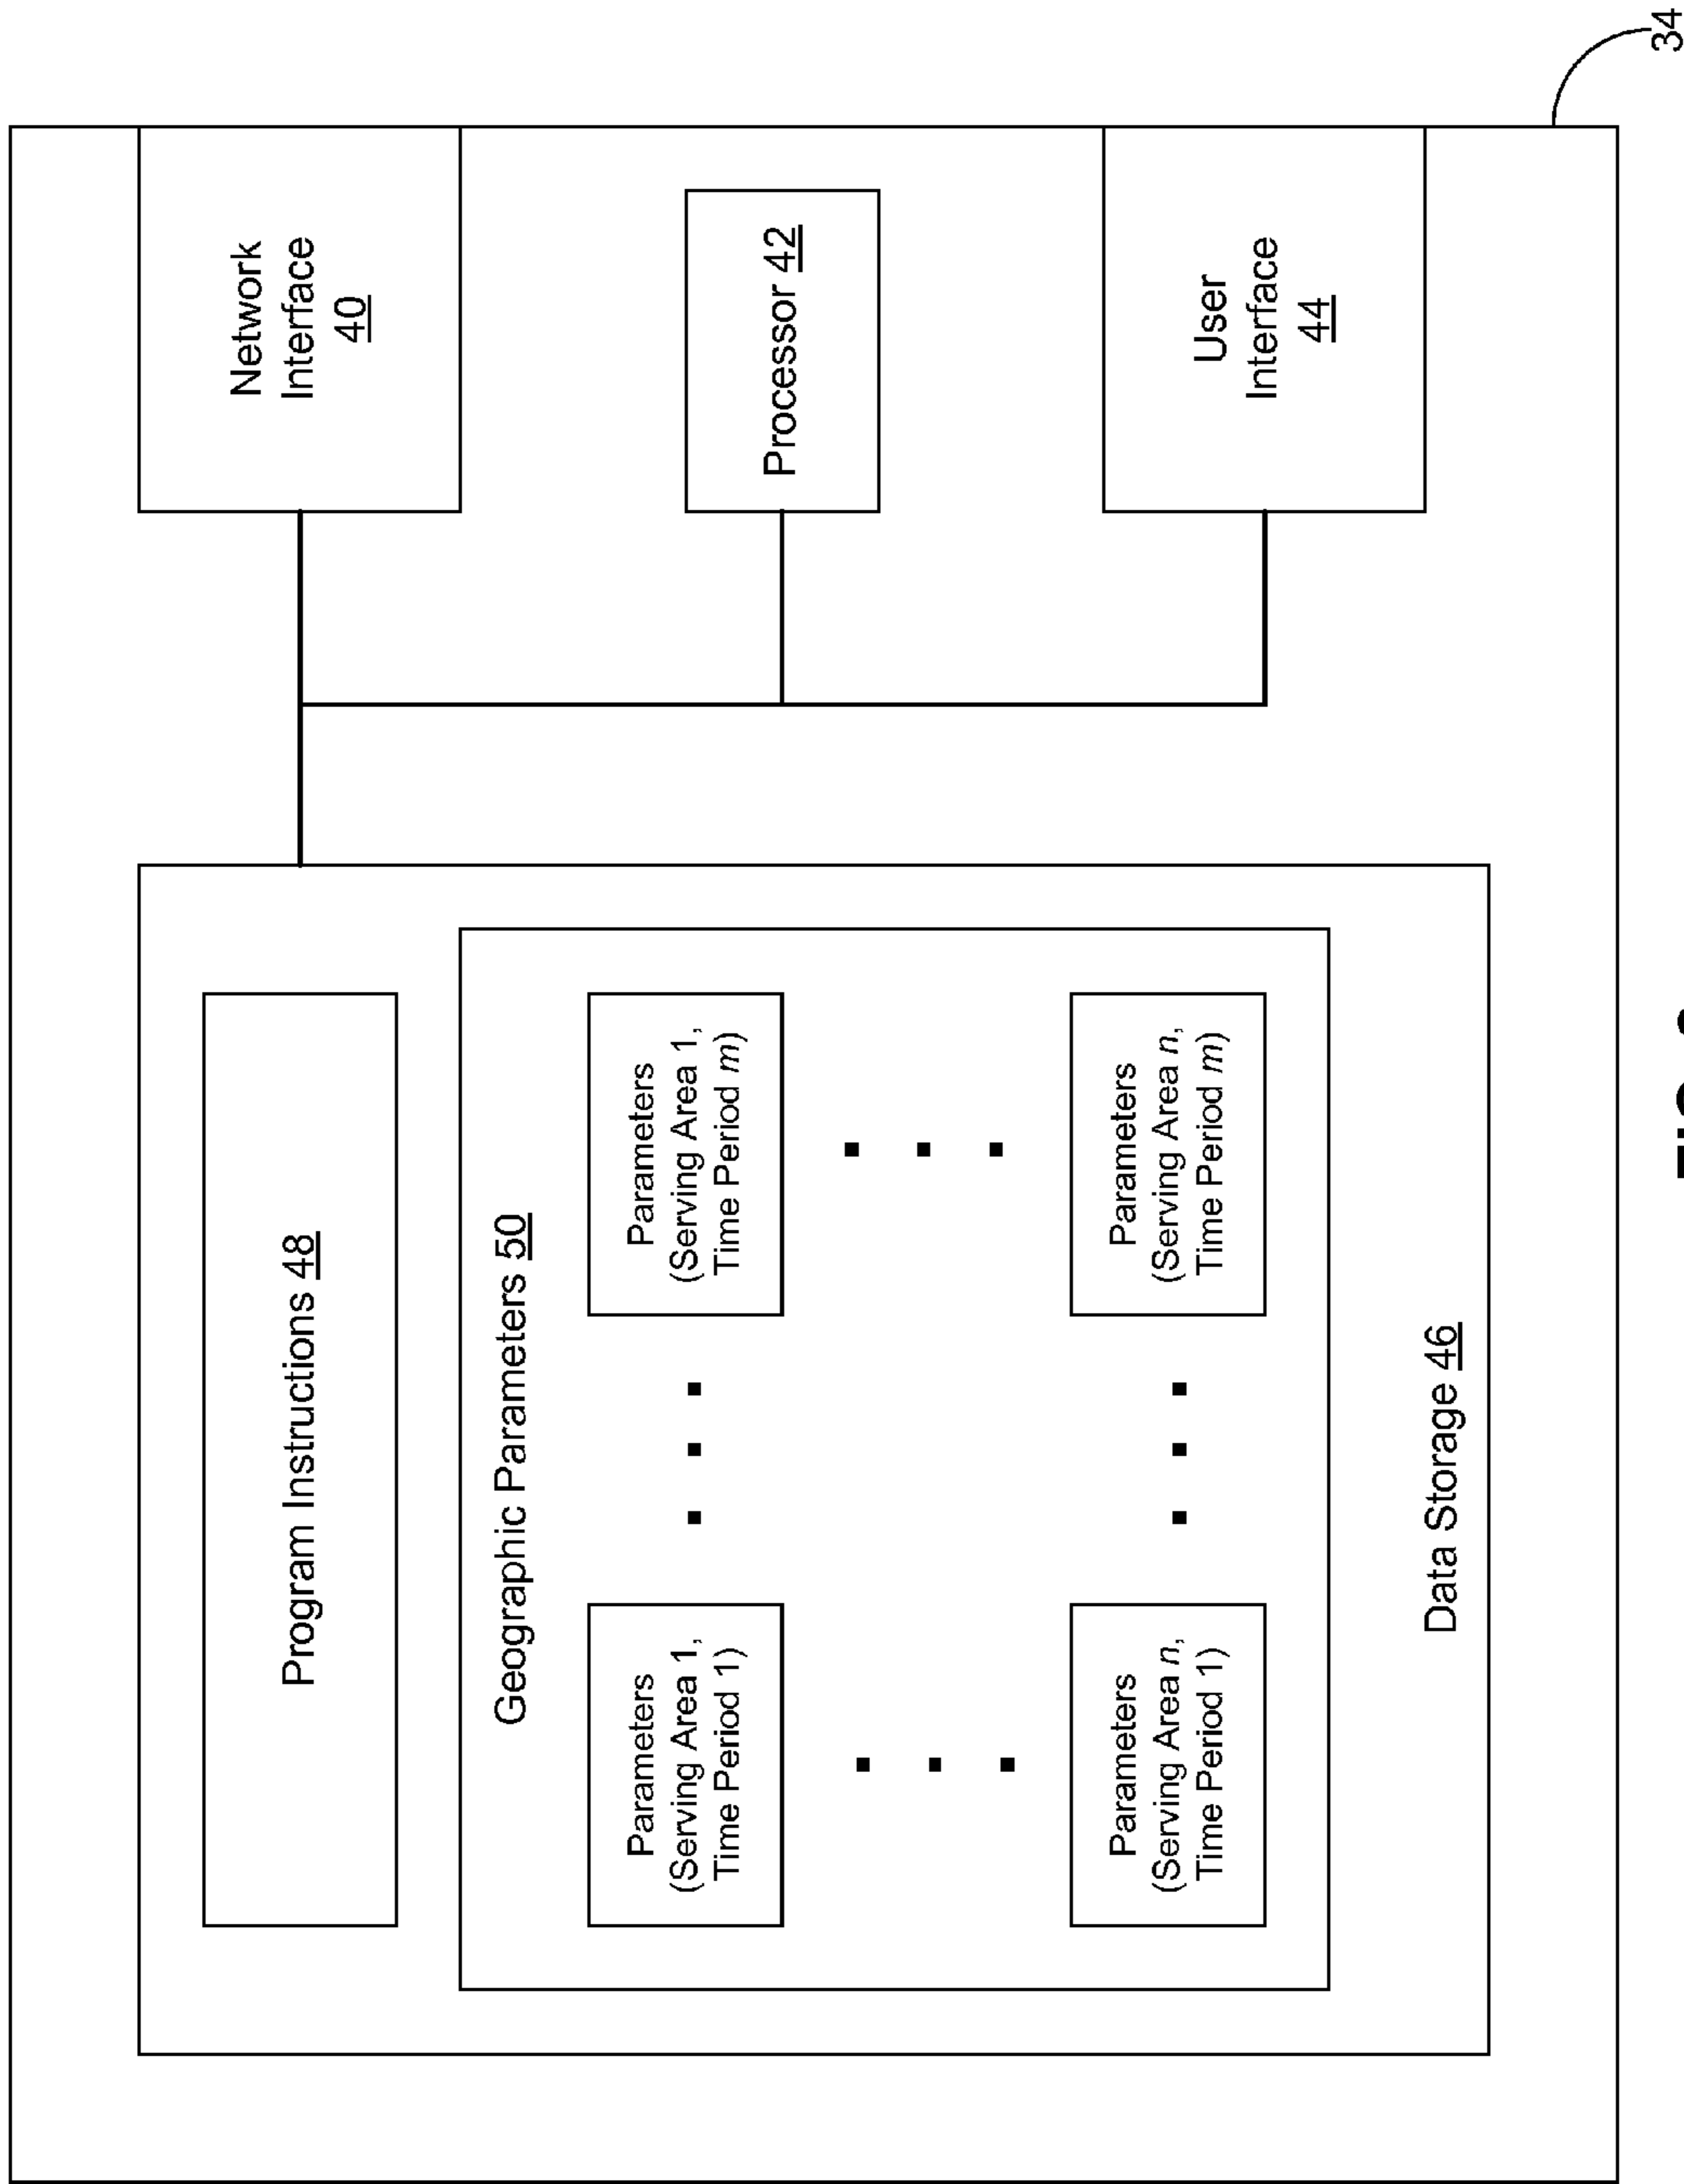 Program Instructions 48
Geographic Parameters 50
Parameters
(Serving Area 1,
Time Period 1)
Parameters
(Serving Area 1,
Time Period m)
Parameters
(Serving Area n,
Time Period 1)
Parameters
(Serving Area n,
Time Period m)
Data Storage 46
Network
Interface
40
Processor 42
User
Interface
44
34